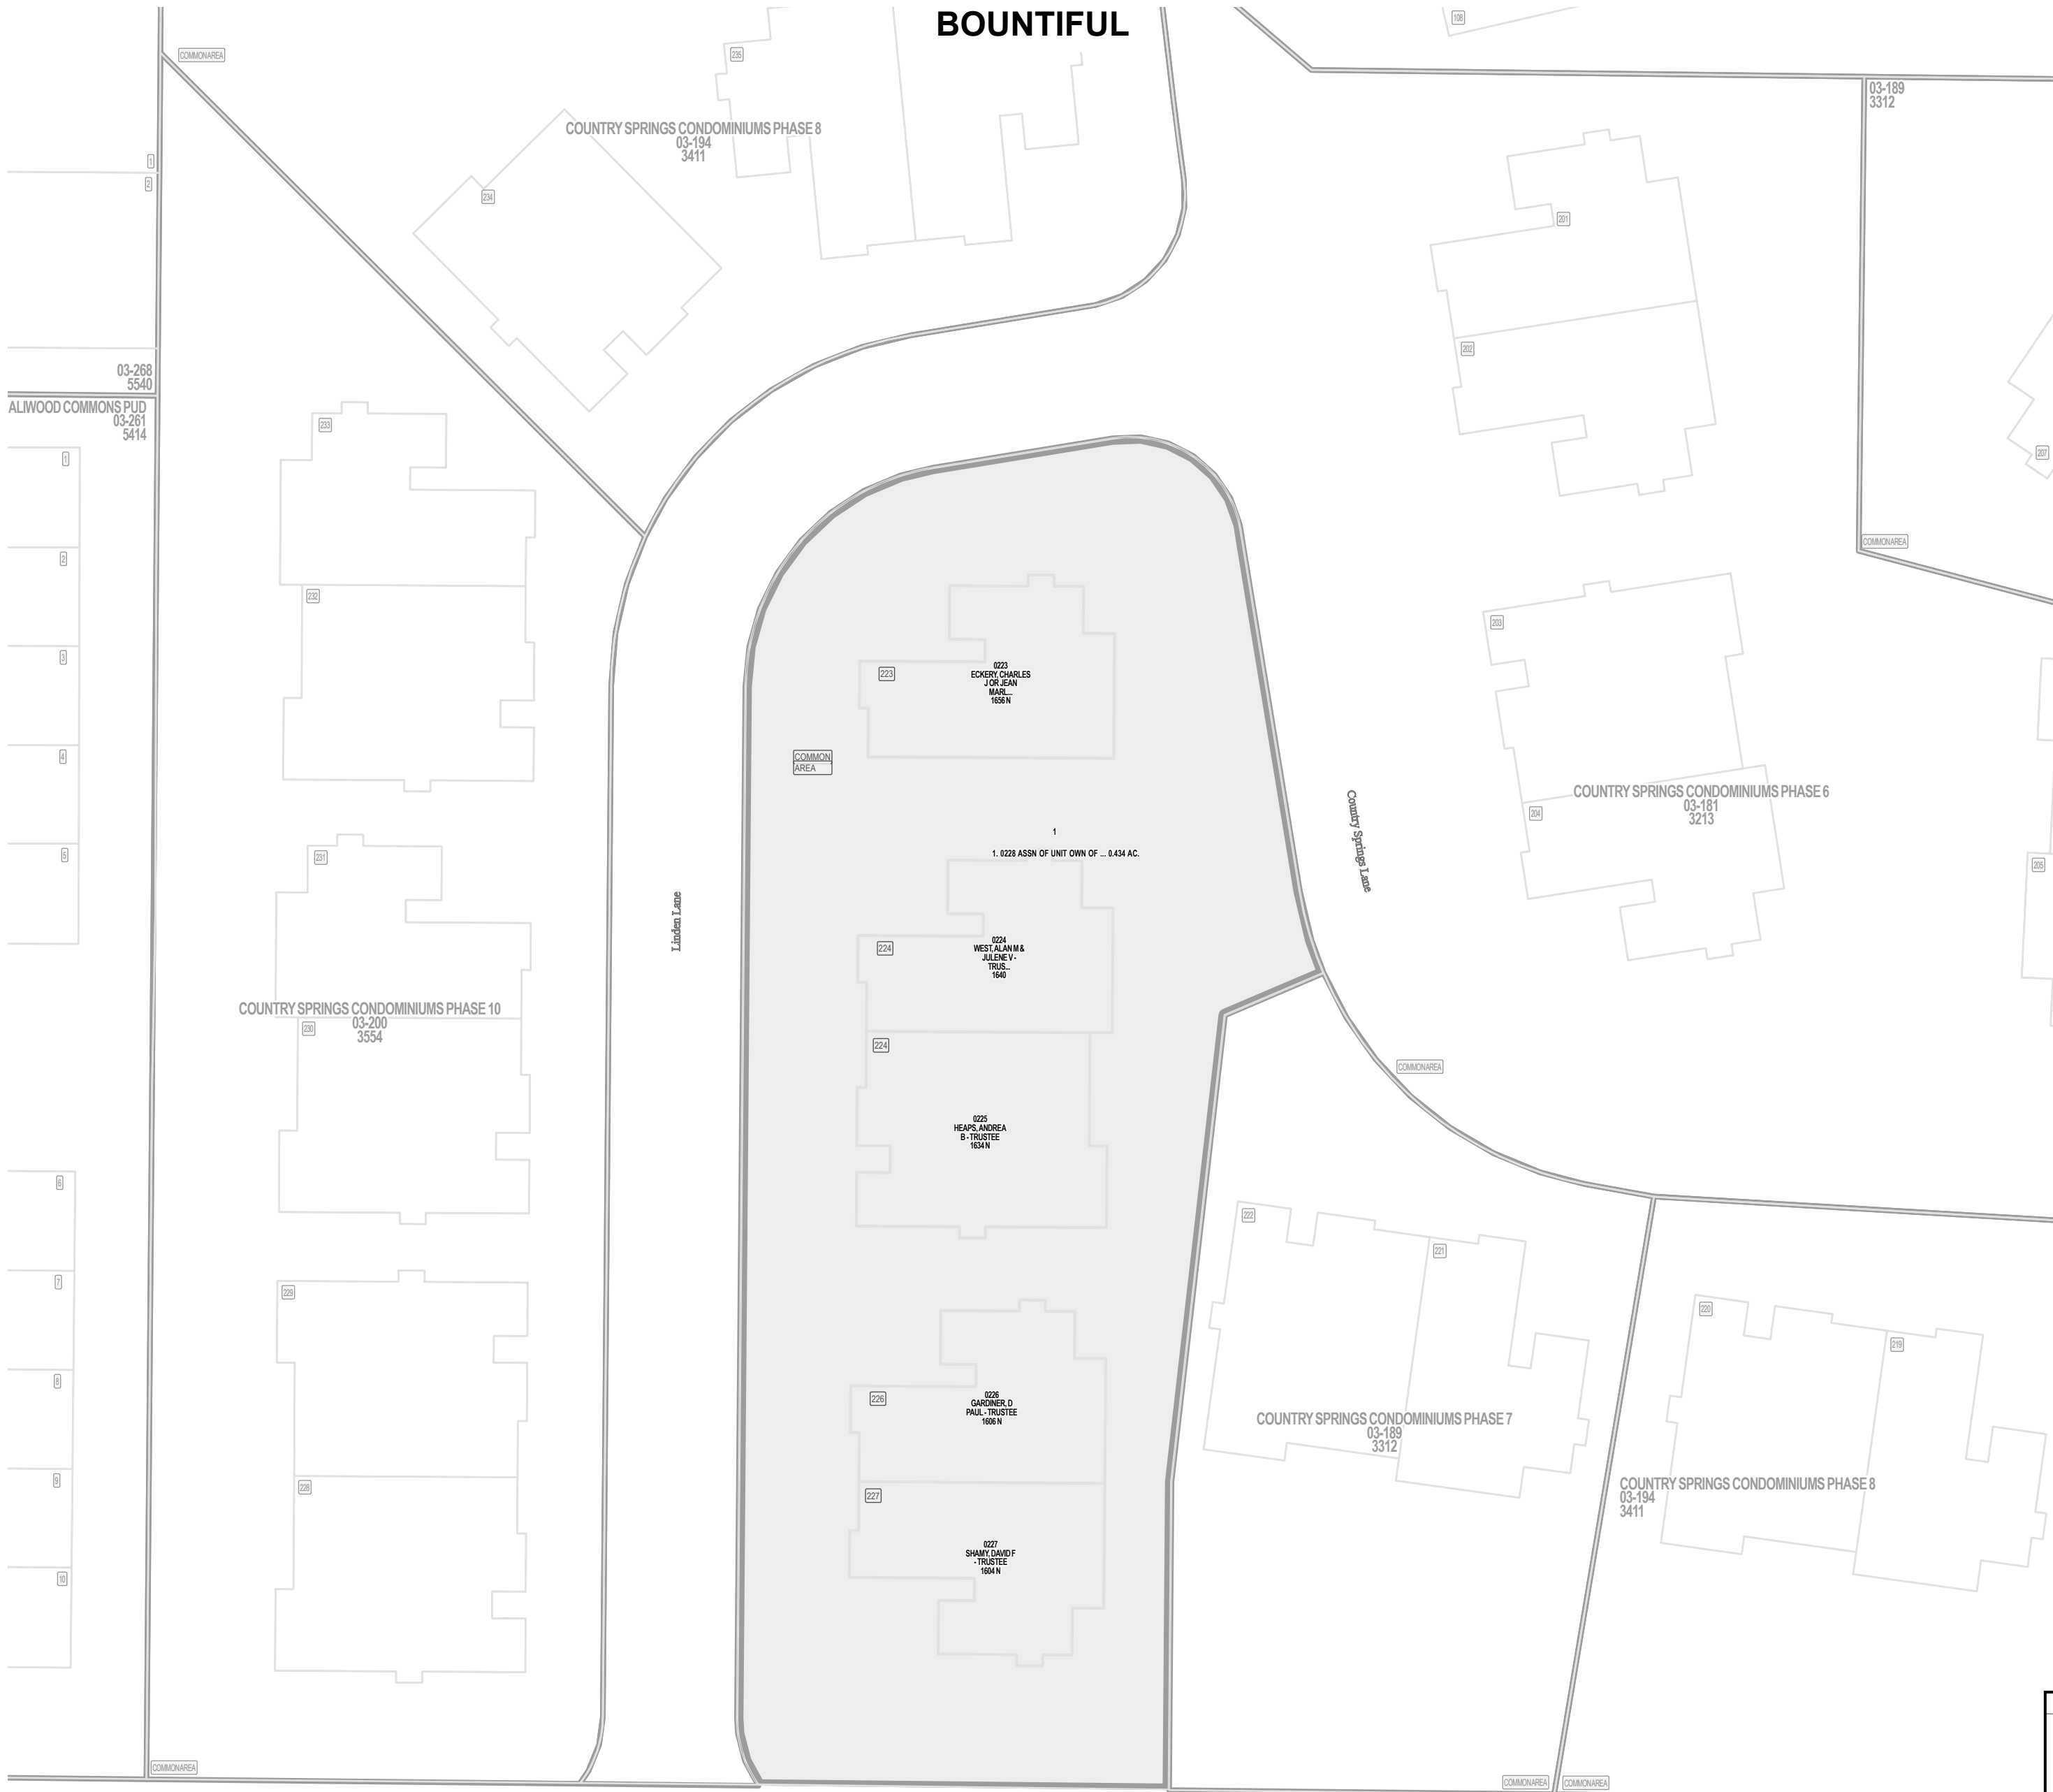 BOUNTIFUL
108
COMMONAREA
235
03-189
3312
COUNTRY SPRINGS CONDOMINIUMS PHASE 8
03-194
3411
1
2
234
201
202
03-268
5540
ALIWOOD COMMONS PUD
03-261
5414
233
1
207
COMMONAREA
2
232
203
3
0223
ECKERY, CHARLES
J OR JEAN
MARL...
1656 N
223
4
COMMON
AREA
COUNTRY SPRINGS CONDOMINIUMS PHASE 6
03-181
3213
204
Country Springs Lane
1
1. 0228 ASSN OF UNIT OWN OF ... 0.434 AC.
5
231
205
Linden Lane
0224
WEST, ALAN M &
JULENE V -
TRUS...
1640
224
COUNTRY SPRINGS CONDOMINIUMS PHASE 10
03-200
3554
230
224
COMMONAREA
0225
HEAPS, ANDREA
B - TRUSTEE
1634 N
6
222
221
7
229
220
219
8
0226
GARDINER, D
PAUL - TRUSTEE
1606 N
226
COUNTRY SPRINGS CONDOMINIUMS PHASE 7
03-189
3312
9
228
227
COUNTRY SPRINGS CONDOMINIUMS PHASE 8
03-194
3411
0227
SHAMY, DAVID F
- TRUSTEE
1604 N
10
COMMONAREA
COMMONAREA
COMMONAREA